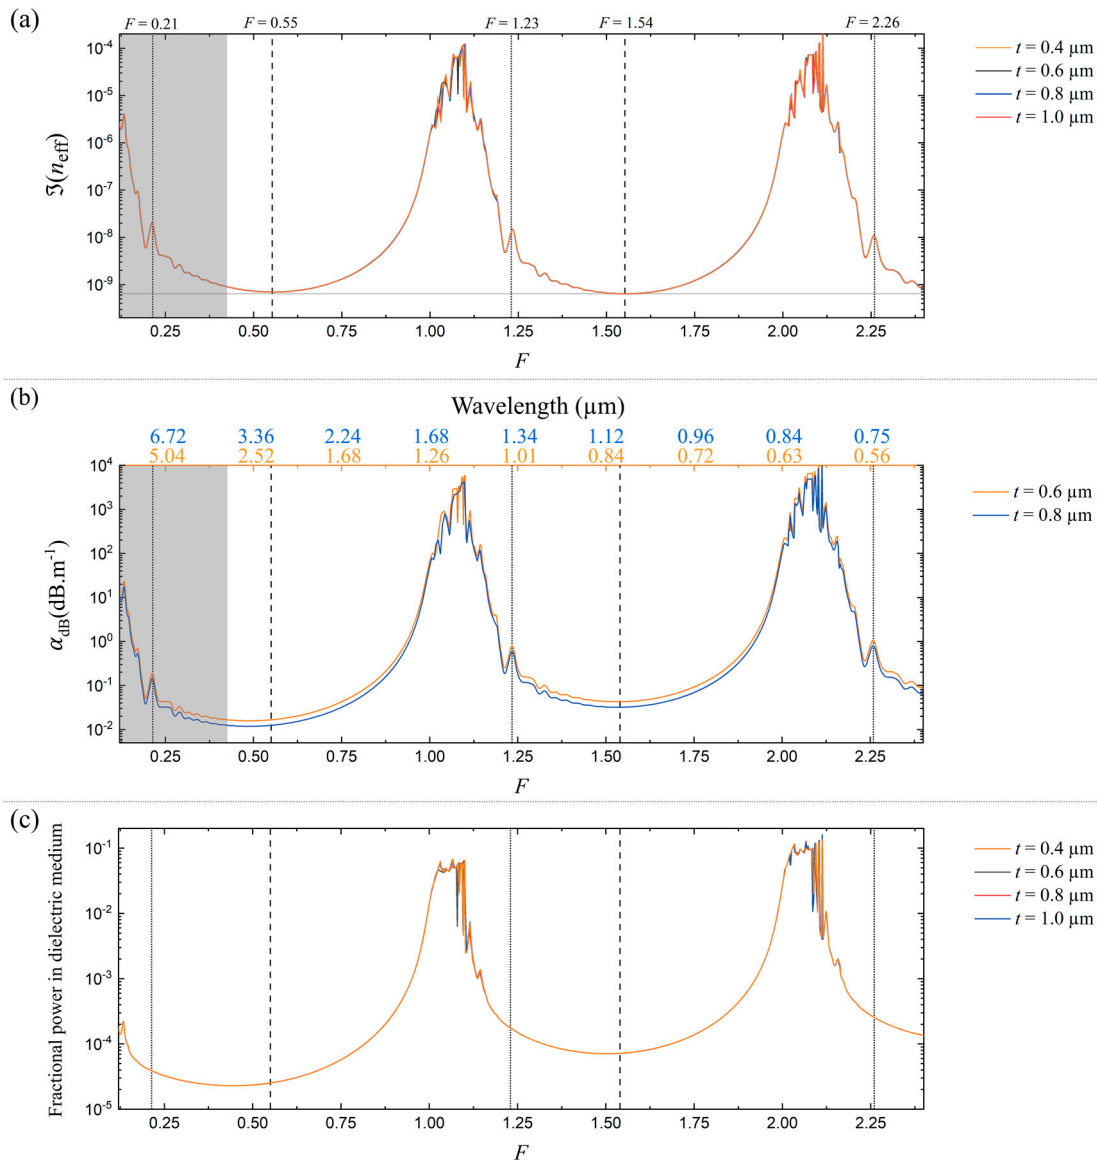 (a)
F = 0.21 F = 0.55 F = 1.23 F = 1.54 F = 2.26
10⁻⁴
10⁻⁵
10⁻⁶
10⁻⁷
10⁻⁸
10⁻⁹
ℑ(n_eff)
0.25 0.50 0.75 1.00 1.25 1.50 1.75 2.00 2.25
F
t = 0.4 µm
t = 0.6 µm
t = 0.8 µm
t = 1.0 µm
(b)
Wavelength (µm)
6.72 3.36 2.24 1.68 1.34 1.12 0.96 0.84 0.75
5.04 2.52 1.68 1.26 1.01 0.84 0.72 0.63 0.56
10⁴
10³
10²
10¹
10⁰
10⁻¹
10⁻²
α_dB(dB.m⁻¹)
0.25 0.50 0.75 1.00 1.25 1.50 1.75 2.00 2.25
F
t = 0.6 µm
t = 0.8 µm
(c)
10⁻¹
10⁻²
10⁻³
10⁻⁴
10⁻⁵
Fractional power in dielectric medium
0.25 0.50 0.75 1.00 1.25 1.50 1.75 2.00 2.25
F
t = 0.4 µm
t = 0.6 µm
t = 0.8 µm
t = 1.0 µm